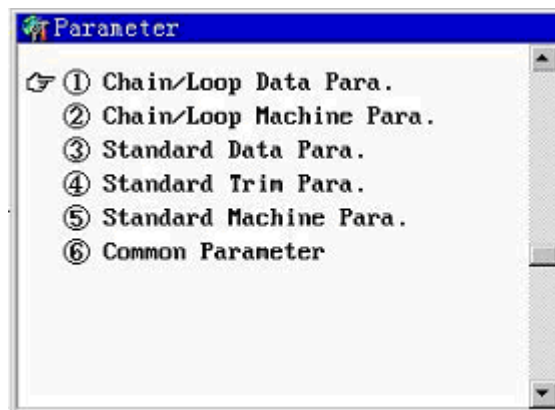 Parameter
① Chain/Loop Data Para.
② Chain/Loop Machine Para.
③ Standard Data Para.
④ Standard Trim Para.
⑤ Standard Machine Para.
⑥ Common Parameter